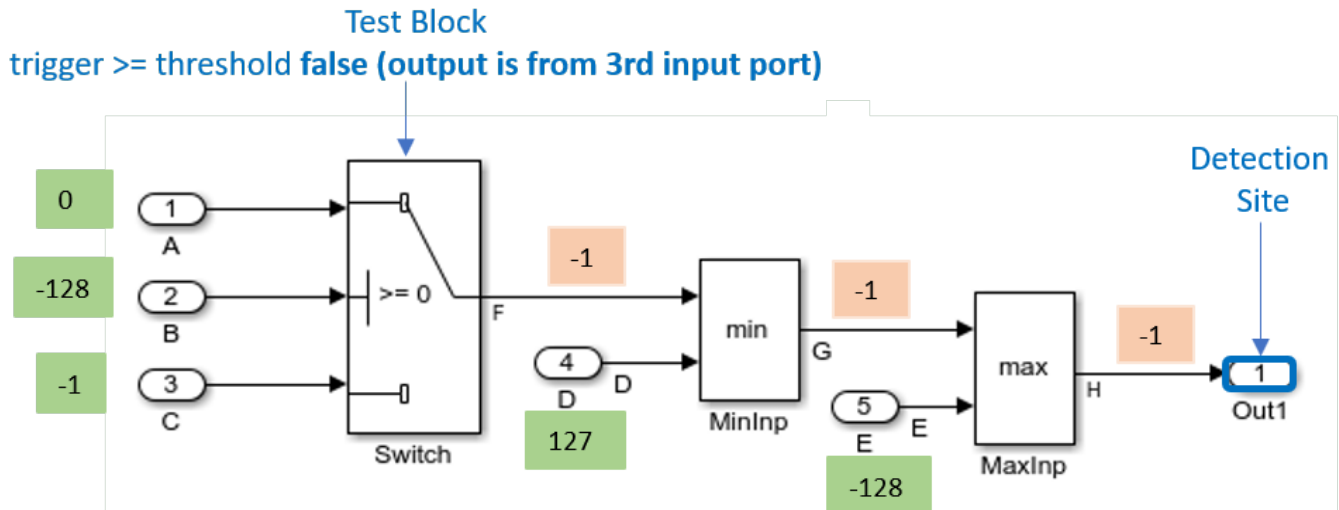 Test Block
trigger >= threshold false (output is from 3rd input port)
Detection
Site
0
1
A
-128
2
B
-1
3
C
>= 0
Switch
F
-1
4
D
D
127
min
MinInp
G
-1
5
E
E
-128
max
MaxInp
H
-1
1
Out1